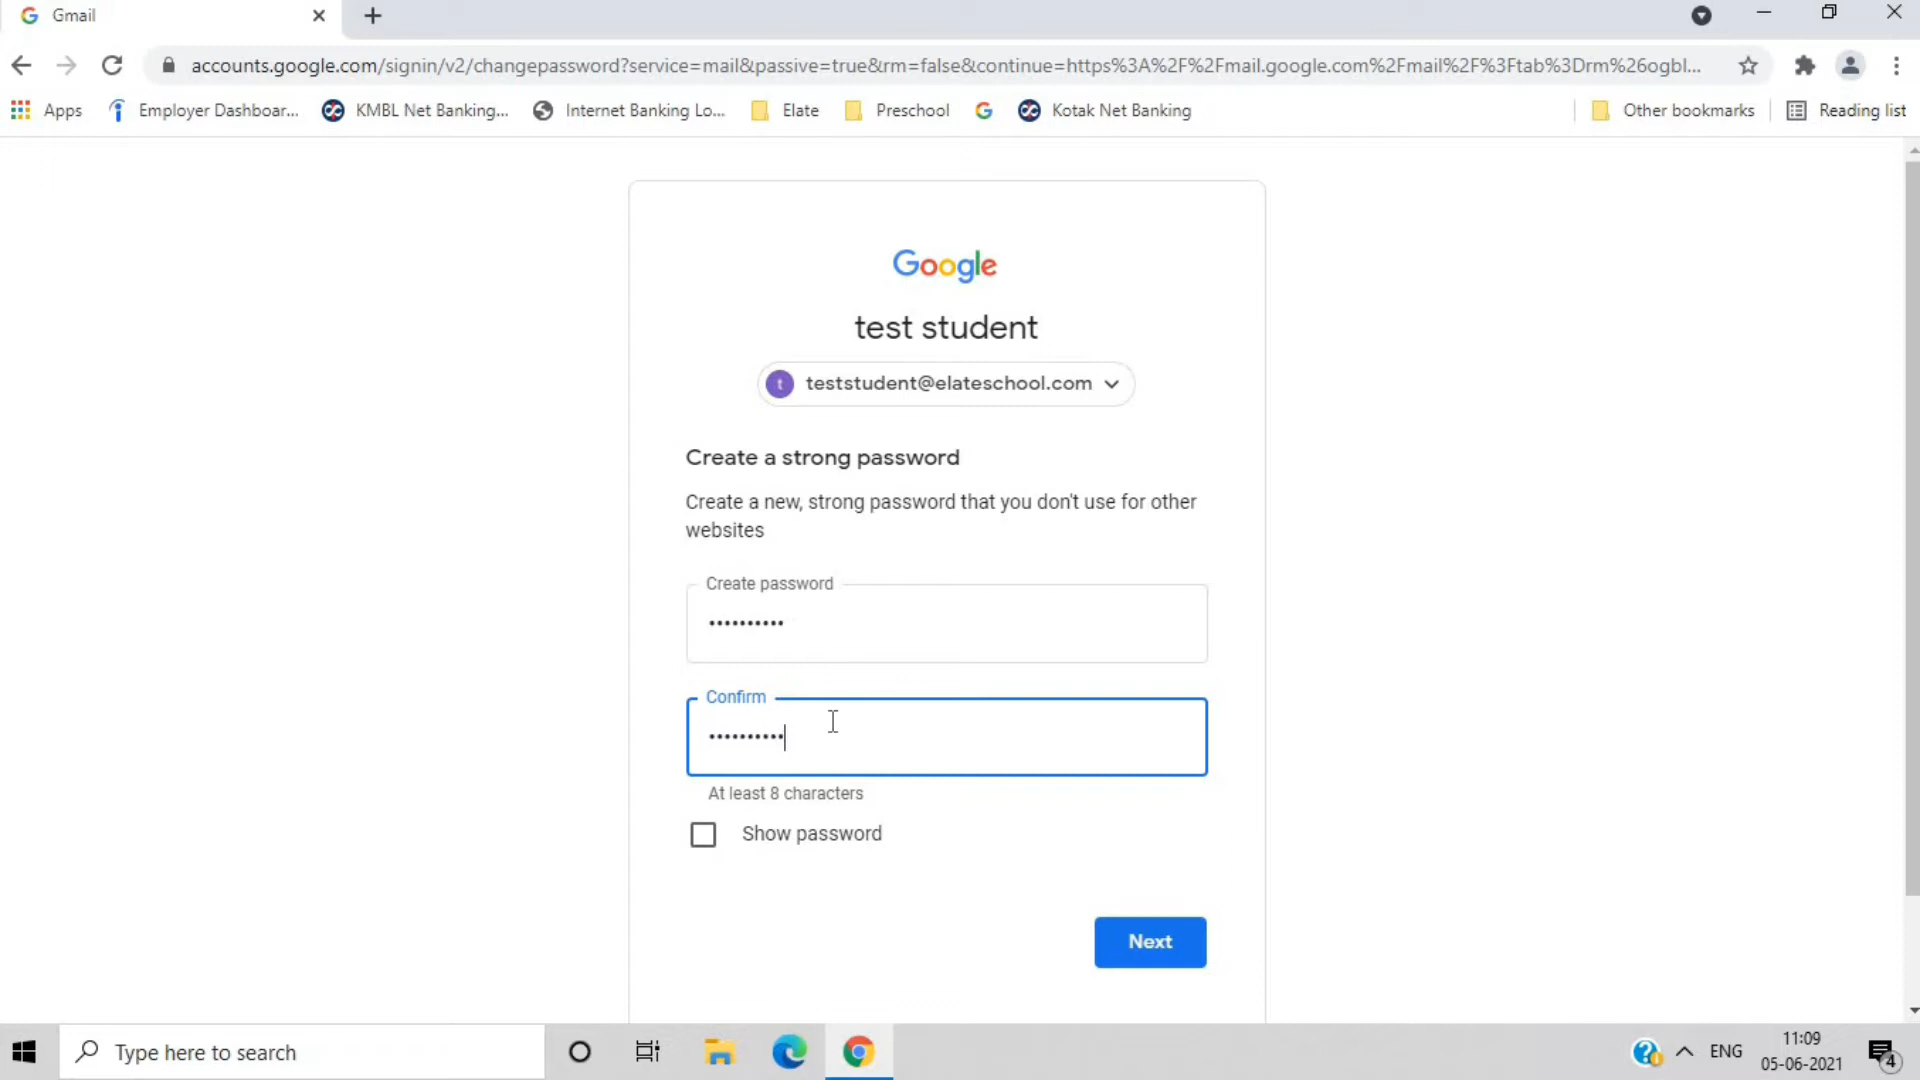 Gmail
accounts.google.com/signin/v2/changepassword?service=mail&passive=true&rm=false&continue=https%3A%2F%2Fmail.google.com%2Fmail%2F%3Ftab%3Drm%26ogbl...
Apps Employer Dashboar... KMBL Net Banking... Internet Banking Lo... Elate Preschool Kotak Net Banking Other bookmarks Reading list
Google
test student
t teststudent@elateschool.com
Create a strong password
Create a new, strong password that you don't use for other
websites
Create password
••••••••••
Confirm
••••••••••
At least 8 characters
Show password
Next
Type here to search
ENG
11:09
05-06-2021
4